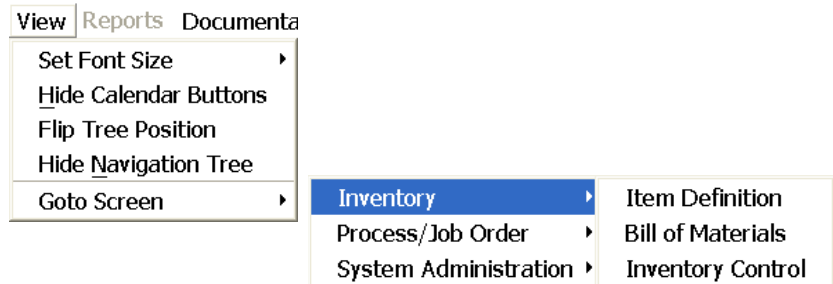 View Reports Documenta
Set Font Size
Hide Calendar Buttons
Flip Tree Position
Hide Navigation Tree
Goto Screen
Inventory
Process/Job Order
System Administration
Item Definition
Bill of Materials
Inventory Control